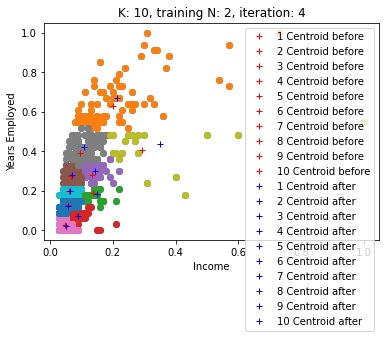 K: 10, training N: 2, iteration: 4
1.0
0.8
0.6
0.4
0.2
0.0
Years Employed
0.0
0.2
0.4
0.6
1.0
Income
1 Centroid before
2 Centroid before
3 Centroid before
4 Centroid before
5 Centroid before
6 Centroid before
7 Centroid before
8 Centroid before
9 Centroid before
10 Centroid before
1 Centroid after
2 Centroid after
3 Centroid after
4 Centroid after
5 Centroid after
6 Centroid after
7 Centroid after
8 Centroid after
9 Centroid after
10 Centroid after